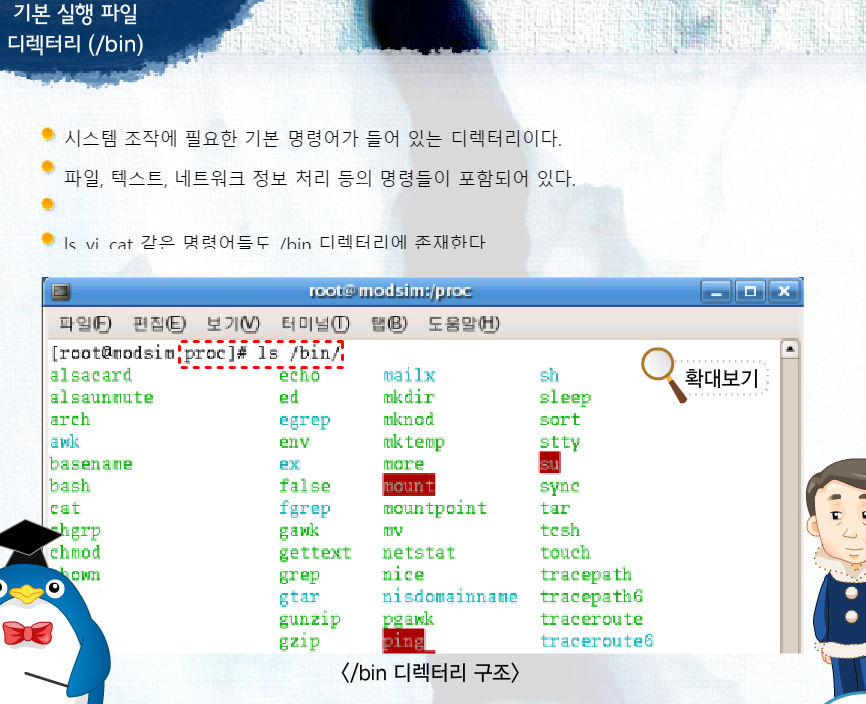 기본 실행 파일
디렉터리 (/bin)
시스템 조작에 필요한 기본 명령어가 들어 있는 디렉터리이다.
파일, 텍스트, 네트워크 정보 처리 등의 명령들이 포함되어 있다.
ls, vi, cat 같은 명령어들도 /bin 디렉터리에 존재한다
root@modsim:/proc
파일(F) 편집(E) 보기(V) 터미널(T) 탭(B) 도움말(H)
[root@modsim proc]# ls /bin/
확대보기
alsacard echo mailx sh
alsaunmute ed mkdir sleep
arch egrep mknod sort
awk env mktemp stty
basename ex more su
bash false mount sync
cat fgrep mountpoint tar
chgrp gawk mv tcsh
chmod gettext netstat touch
chown grep nice tracepath
gtar nisdomainname tracepath6
gunzip pgawk traceroute
gzip ping traceroute6
〈/bin 디렉터리 구조〉